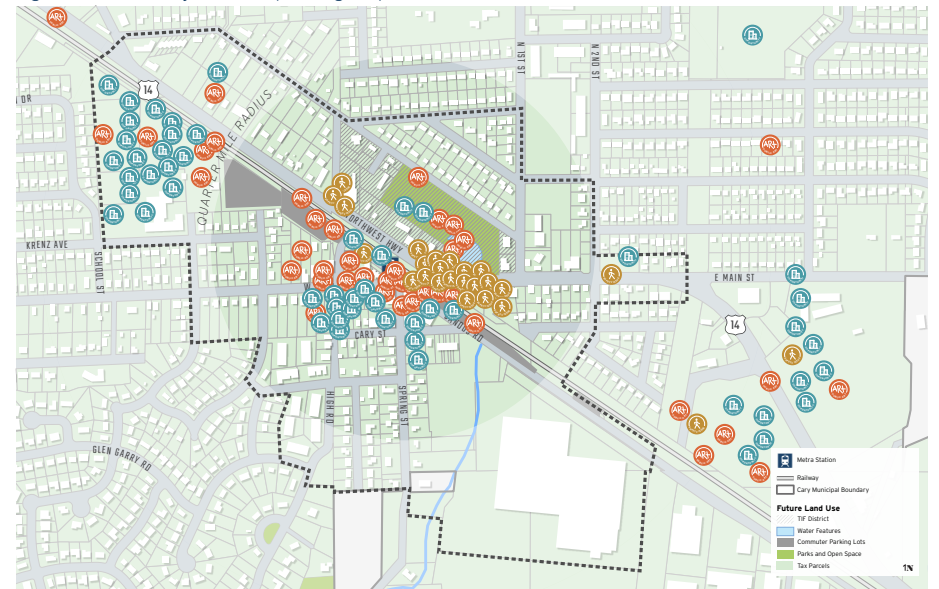 ART
N 1ST ST
N 2ND ST
14
DR
QUARTER MILE RADIUS
ORTHWEST HWY
KRENZ AVE
SCHOOL ST
E MAIN ST
14
W
CARY ST
HIGH RD
SPRING ST
GLEN GARRY RD
Metra Station
Railway
Cary Municipal Boundary
Future Land Use
TIF District
Water Features
Commuter Parking Lots
Parks and Open Space
Tax Parcels
N